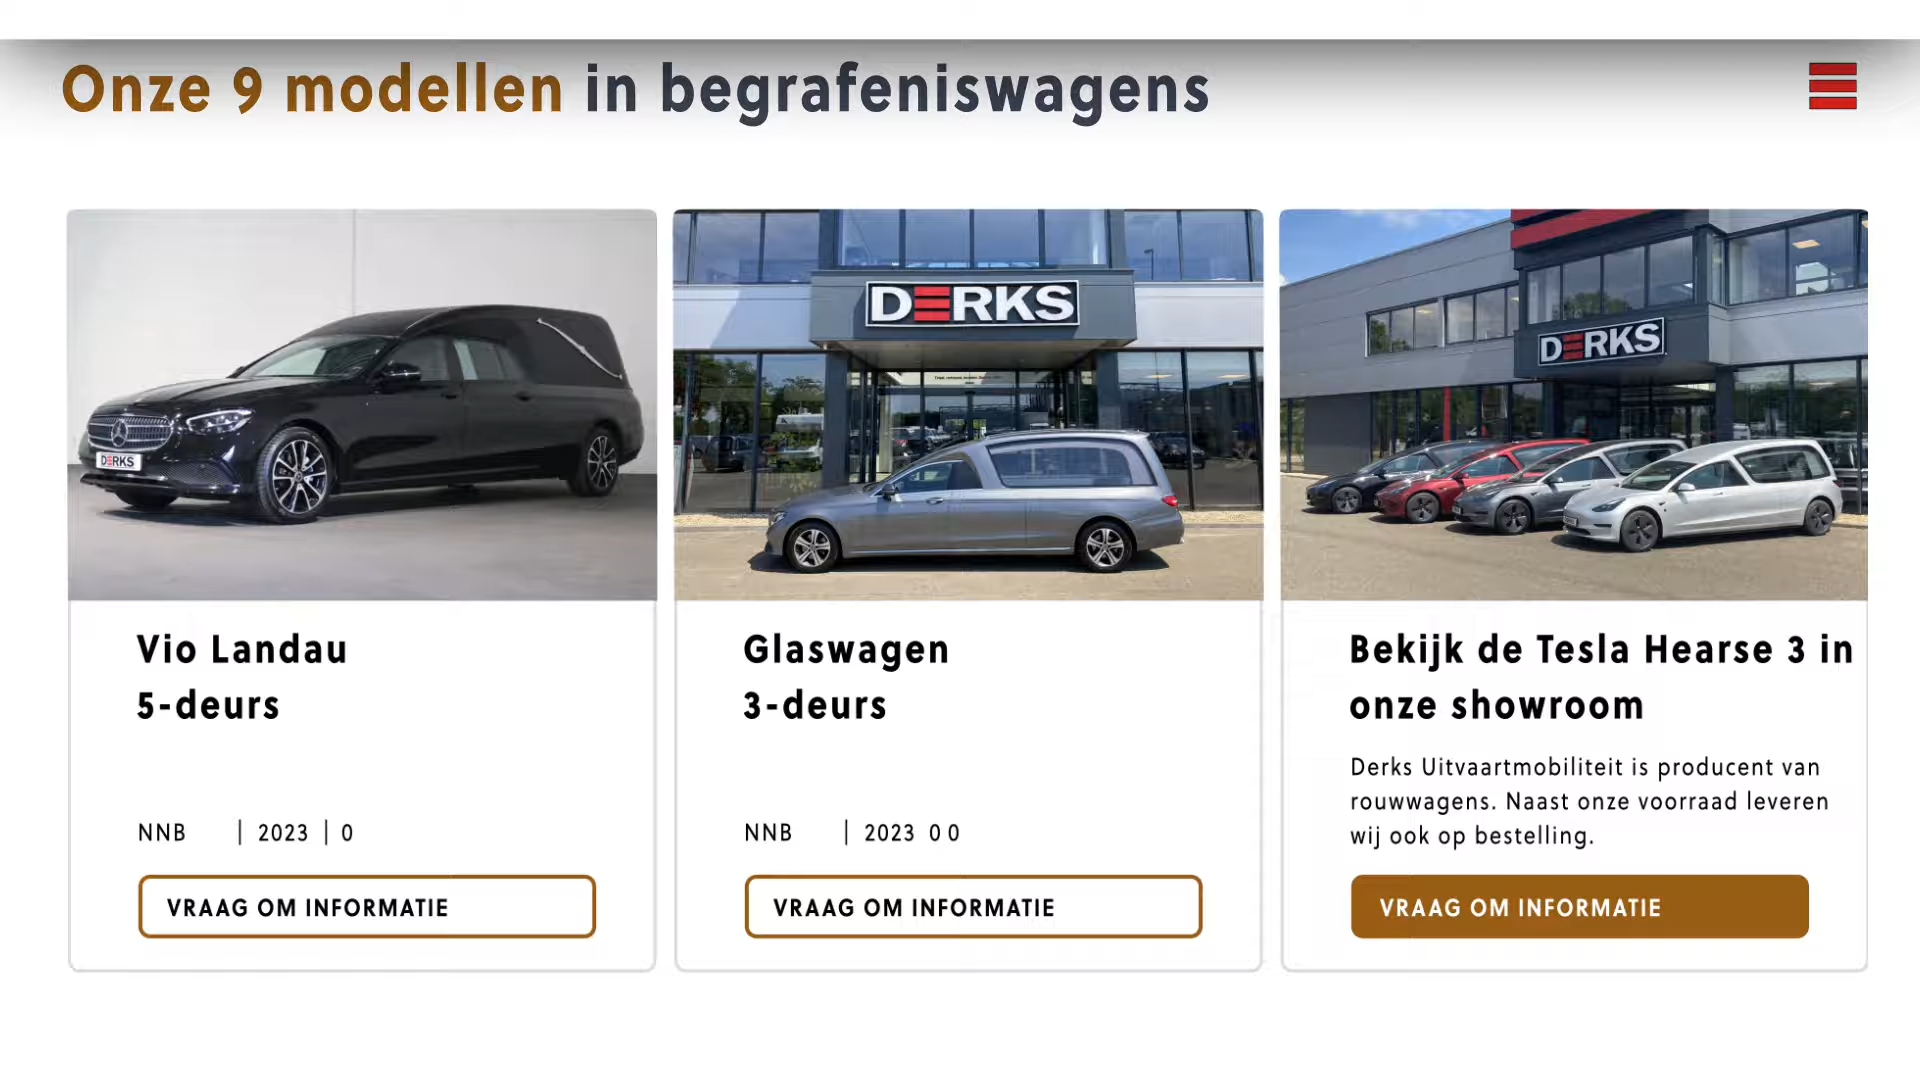 Onze 9 modellen in begrafeniswagens
DERKS
DERKS
DERKS
Vio Landau
5-deurs
NNB | 2023 | 0
VRAAG OM INFORMATIE
Glaswagen
3-deurs
NNB | 2023 0 0
VRAAG OM INFORMATIE
Bekijk de Tesla Hearse 3 in
onze showroom
Derks Uitvaartmobiliteit is producent van
rouwwagens. Naast onze voorraad leveren
wij ook op bestelling.
VRAAG OM INFORMATIE